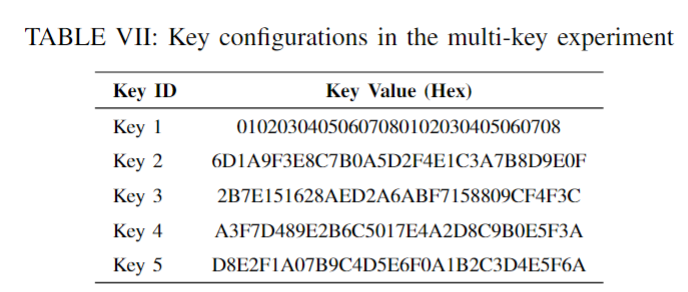 TABLE VII: Key configurations in the multi-key experiment
Key ID Key Value (Hex)
Key 1 01020304050607080102030405060708
Key 2 6D1A9F3E8C7B0A5D2F4E1C3A7B8D9E0F
Key 3 2B7E151628AED2A6ABF7158809CF4F3C
Key 4 A3F7D489E2B6C5017E4A2D8C9B0E5F3A
Key 5 D8E2F1A07B9C4D5E6F0A1B2C3D4E5F6A